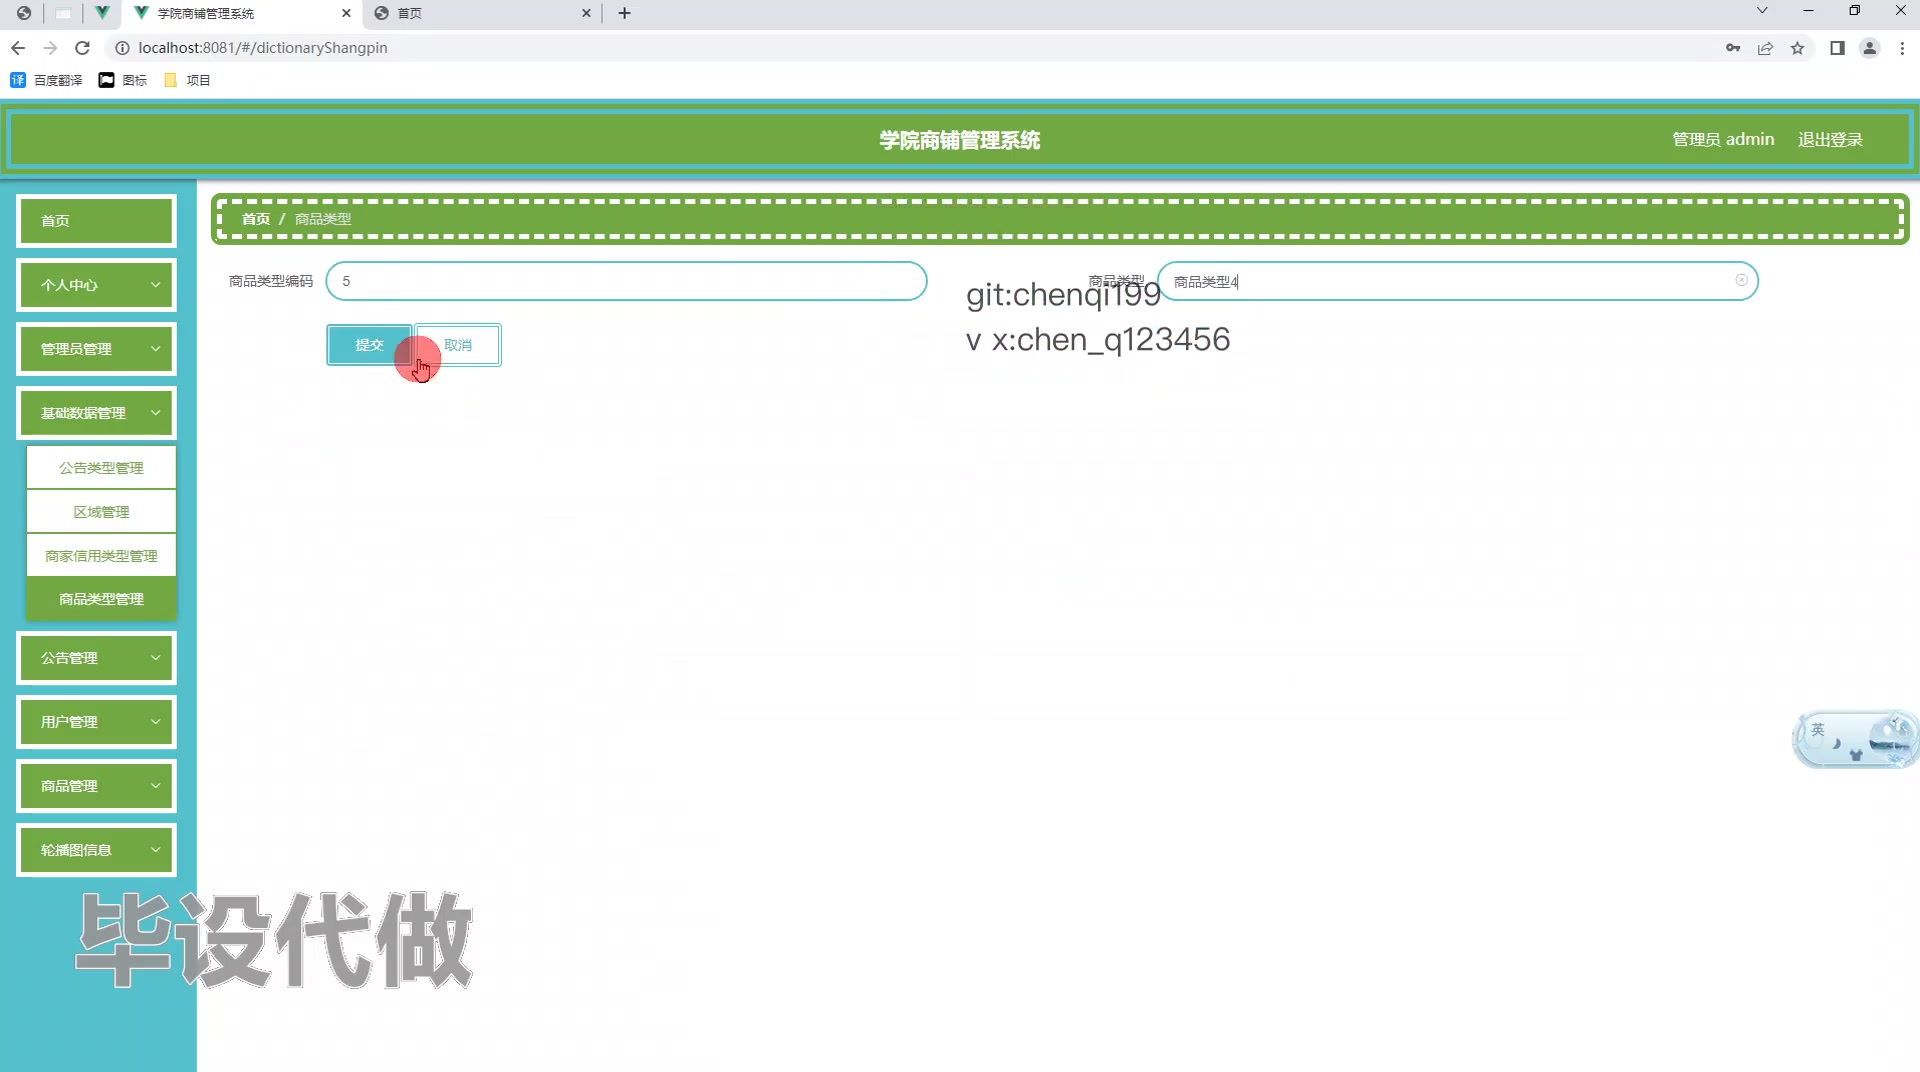 学院商铺管理系统
首页
localhost:8081/#/dictionaryShangpin
译 百度翻译 图标 项目
学院商铺管理系统
管理员 admin 退出登录
首页
个人中心
管理员管理
基础数据管理
公告类型管理
区域管理
商家信用类型管理
商品类型管理
公告管理
用户管理
商品管理
轮播图信息
首页 / 商品类型
商品类型编码 5
商品类型 商品类型4
提交 取消
git:chenqi199
v x:chen_q123456
英
毕设代做